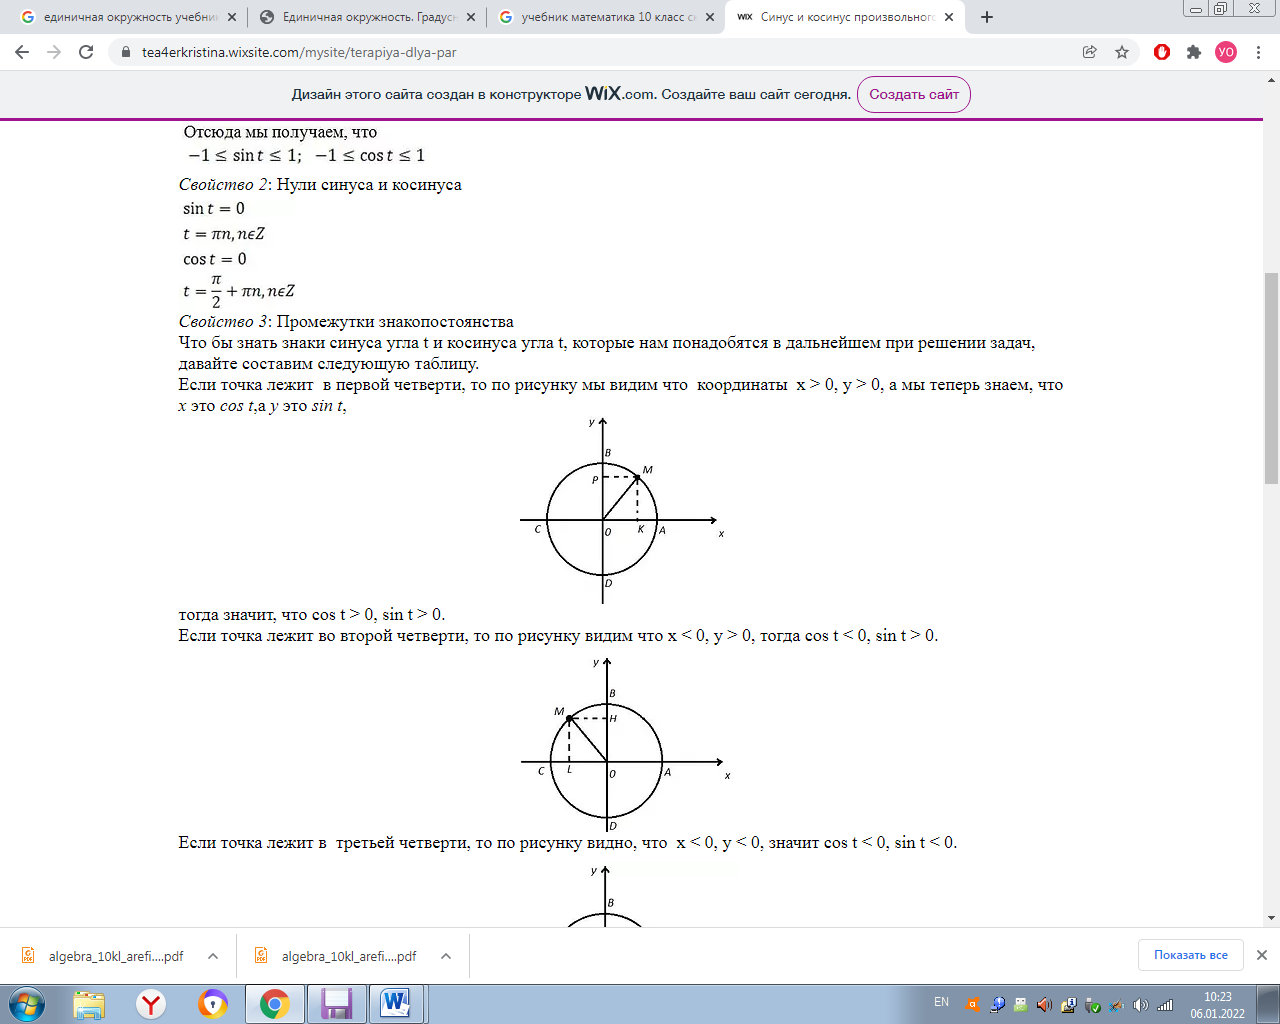 единичная окружность учебни
Единичная окружность. Градусн
учебник математика 10 класс ск
WiX Синус и косинус произвольного
tea4erkristina.wixsite.com/mysite/terapiya-dlya-par
УО
Дизайн этого сайта создан в конструкторе WiX.com. Создайте ваш сайт сегодня.
Создать сайт
Отсюда мы получаем, что
−1 ≤ sin t ≤ 1; −1 ≤ cos t ≤ 1
Свойство 2: Нули синуса и косинуса
sin t = 0
t = πn, nϵZ
cos t = 0
t = π/2 + πn, nϵZ
Свойство 3: Промежутки знакопостоянства
Что бы знать знаки синуса угла t и косинуса угла t, которые нам понадобятся в дальнейшем при решении задач,
давайте составим следующую таблицу.
Если точка лежит в первой четверти, то по рисунку мы видим что координаты x > 0, y > 0, а мы теперь знаем, что
x это cos t,а y это sin t,
y
B
M
P
C
0
K
A
x
D
тогда значит, что cos t > 0, sin t > 0.
Если точка лежит во второй четверти, то по рисунку видим что x < 0, y > 0, тогда cos t < 0, sin t > 0.
y
B
M
H
C
L
0
A
x
D
Если точка лежит в третьей четверти, то по рисунку видно, что x < 0, y < 0, значит cos t < 0, sin t < 0.
y
B
algebra_10kl_arefi....pdf
algebra_10kl_arefi....pdf
Показать все
EN
10:23
06.01.2022